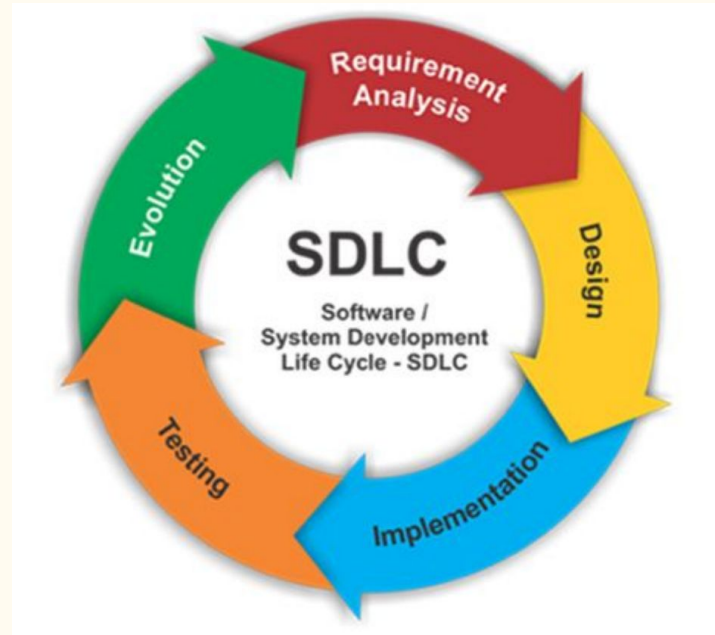 Requirement
Analysis
Design
Implementation
Testing
Evolution
SDLC
Software /
System Development
Life Cycle - SDLC